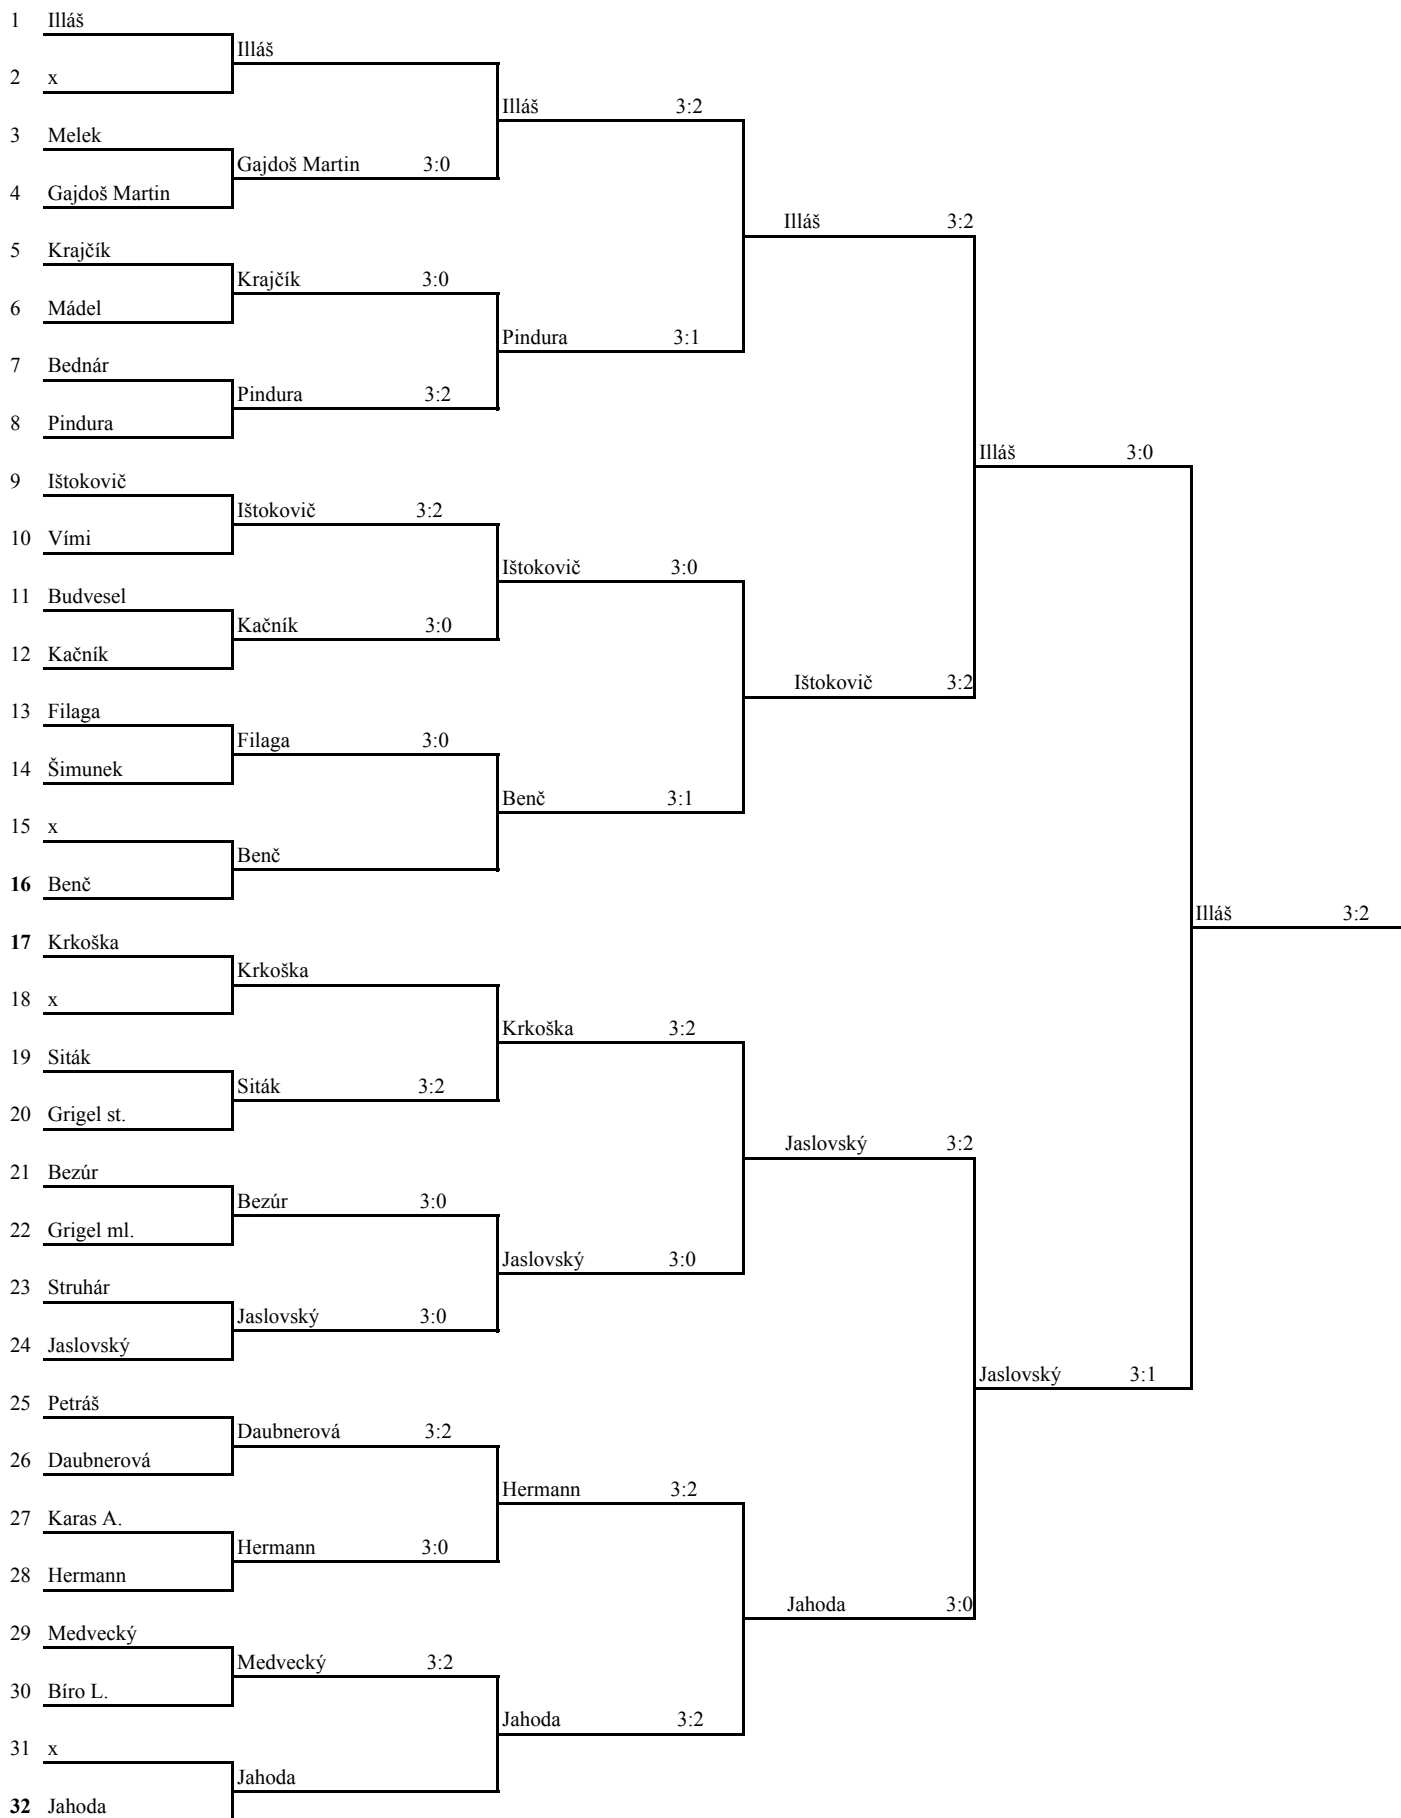 1 Illáš
Illáš
2 x
Illáš 3:2
3 Melek
Gajdoš Martin 3:0
4 Gajdoš Martin
Illáš 3:2
5 Krajčík
Krajčík 3:0
6 Mádel
Pindura 3:1
7 Bednár
Pindura 3:2
8 Pindura
Illáš 3:0
9 Ištokovič
Ištokovič 3:2
10 Vími
Ištokovič 3:0
11 Budvesel
Kačník 3:0
12 Kačník
Ištokovič 3:2
13 Filaga
Filaga 3:0
14 Šimunek
Benč 3:1
15 x
Benč
16 Benč
Illáš 3:2
17 Krkoška
Krkoška
18 x
Krkoška 3:2
19 Siták
Siták 3:2
20 Grigel st.
Jaslovský 3:2
21 Bezúr
Bezúr 3:0
22 Grigel ml.
Jaslovský 3:0
23 Struhár
Jaslovský 3:0
24 Jaslovský
Jaslovský 3:1
25 Petráš
Daubnerová 3:2
26 Daubnerová
Hermann 3:2
27 Karas A.
Hermann 3:0
28 Hermann
Jahoda 3:0
29 Medvecký
Medvecký 3:2
30 Bíro L.
Jahoda 3:2
31 x
Jahoda
32 Jahoda